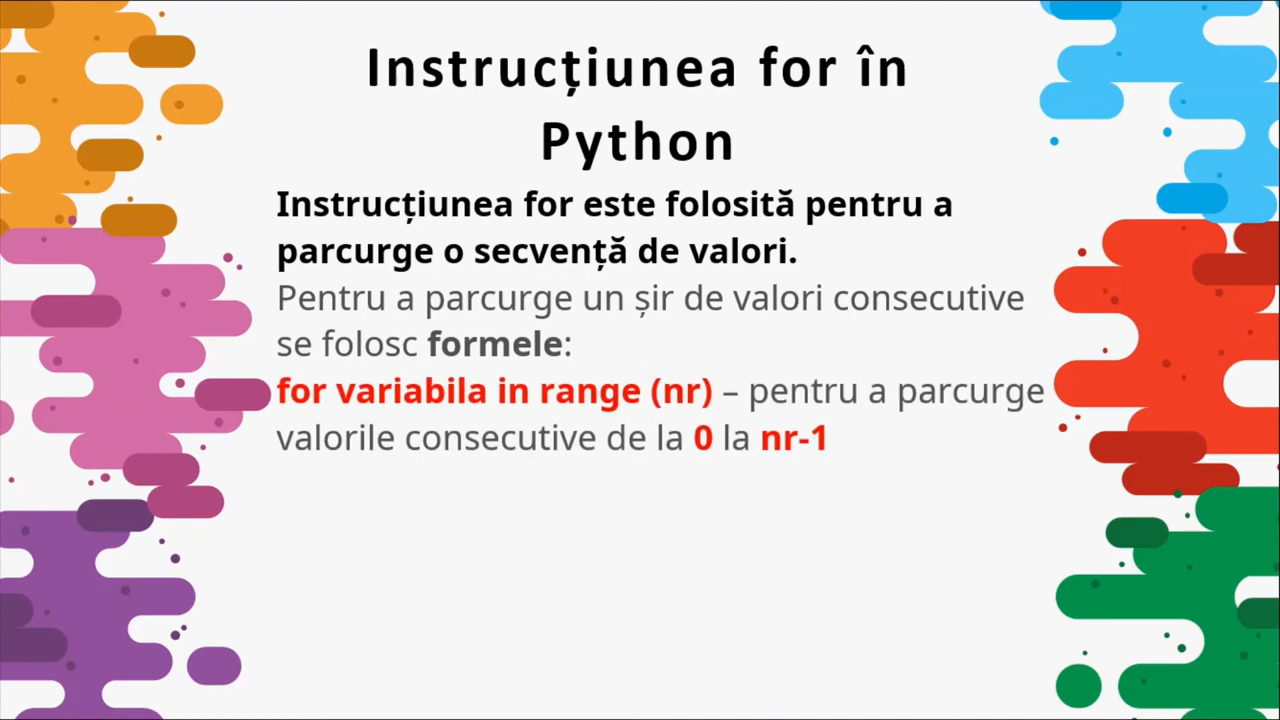 Instrucțiunea for în
Python
Instrucțiunea for este folosită pentru a
parcurge o secvență de valori.
Pentru a parcurge un șir de valori consecutive
se folosc formele:
for variabila in range (nr) – pentru a parcurge
valorile consecutive de la 0 la nr-1